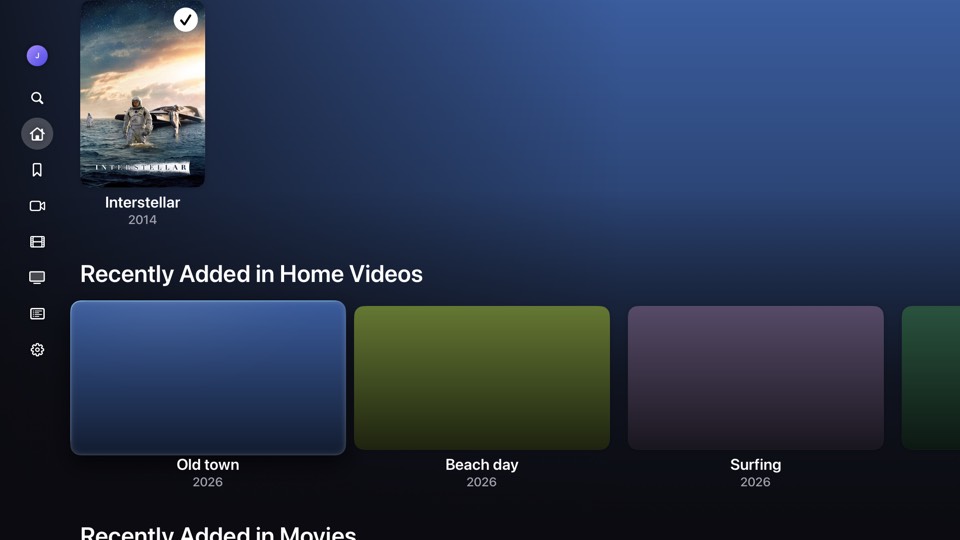 J
INTERSTELLAR
Interstellar
2014
Recently Added in Home Videos
Old town
2026
Beach day
2026
Surfing
2026
Recently Added in Movies